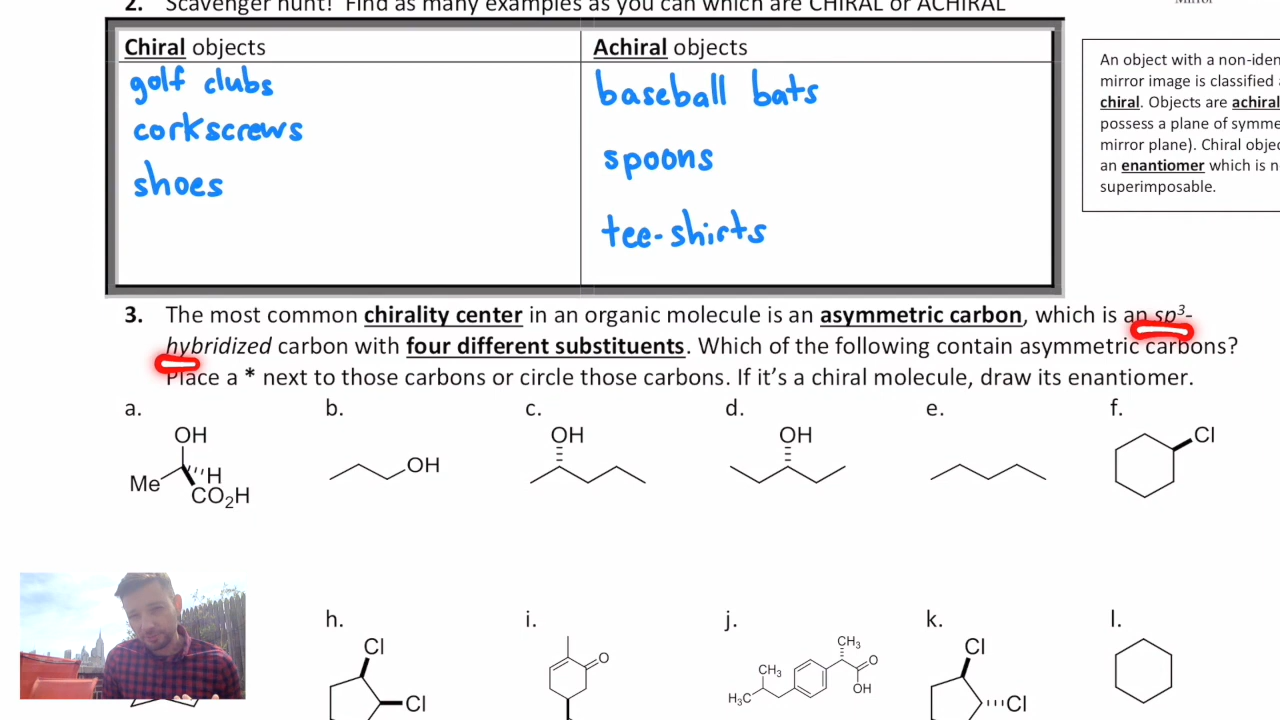 2. Scavenger hunt! Find as many examples as you can which are CHIRAL or ACHIRAL
Mirror
Chiral objects
golf clubs
corkscrews
shoes
Achiral objects
baseball bats
spoons
tee-shirts
An object with a non-iden
mirror image is classified
chiral. Objects are achiral
possess a plane of symme
mirror plane). Chiral obje
an enantiomer which is n
superimposable.
3. The most common chirality center in an organic molecule is an asymmetric carbon, which is an sp³-
hybridized carbon with four different substituents. Which of the following contain asymmetric carbons?
Place a * next to those carbons or circle those carbons. If it's a chiral molecule, draw its enantiomer.
a. b. c. d. e. f.
OH
Me H
CO₂H
OH
OH
OH
Cl
h. i. j. k. l.
Cl
Cl
O
CH₃
CH₃
H₃C
O
OH
Cl
Cl